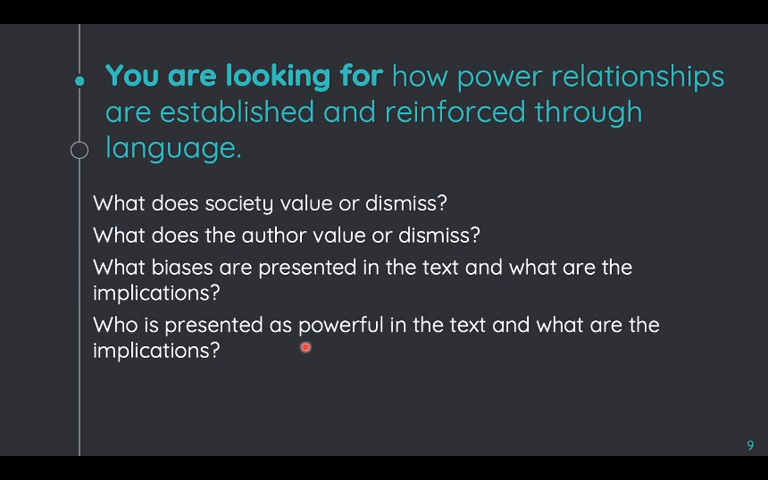 You are looking for how power relationships
are established and reinforced through
language.
What does society value or dismiss?
What does the author value or dismiss?
What biases are presented in the text and what are the
implications?
Who is presented as powerful in the text and what are the
implications?
9